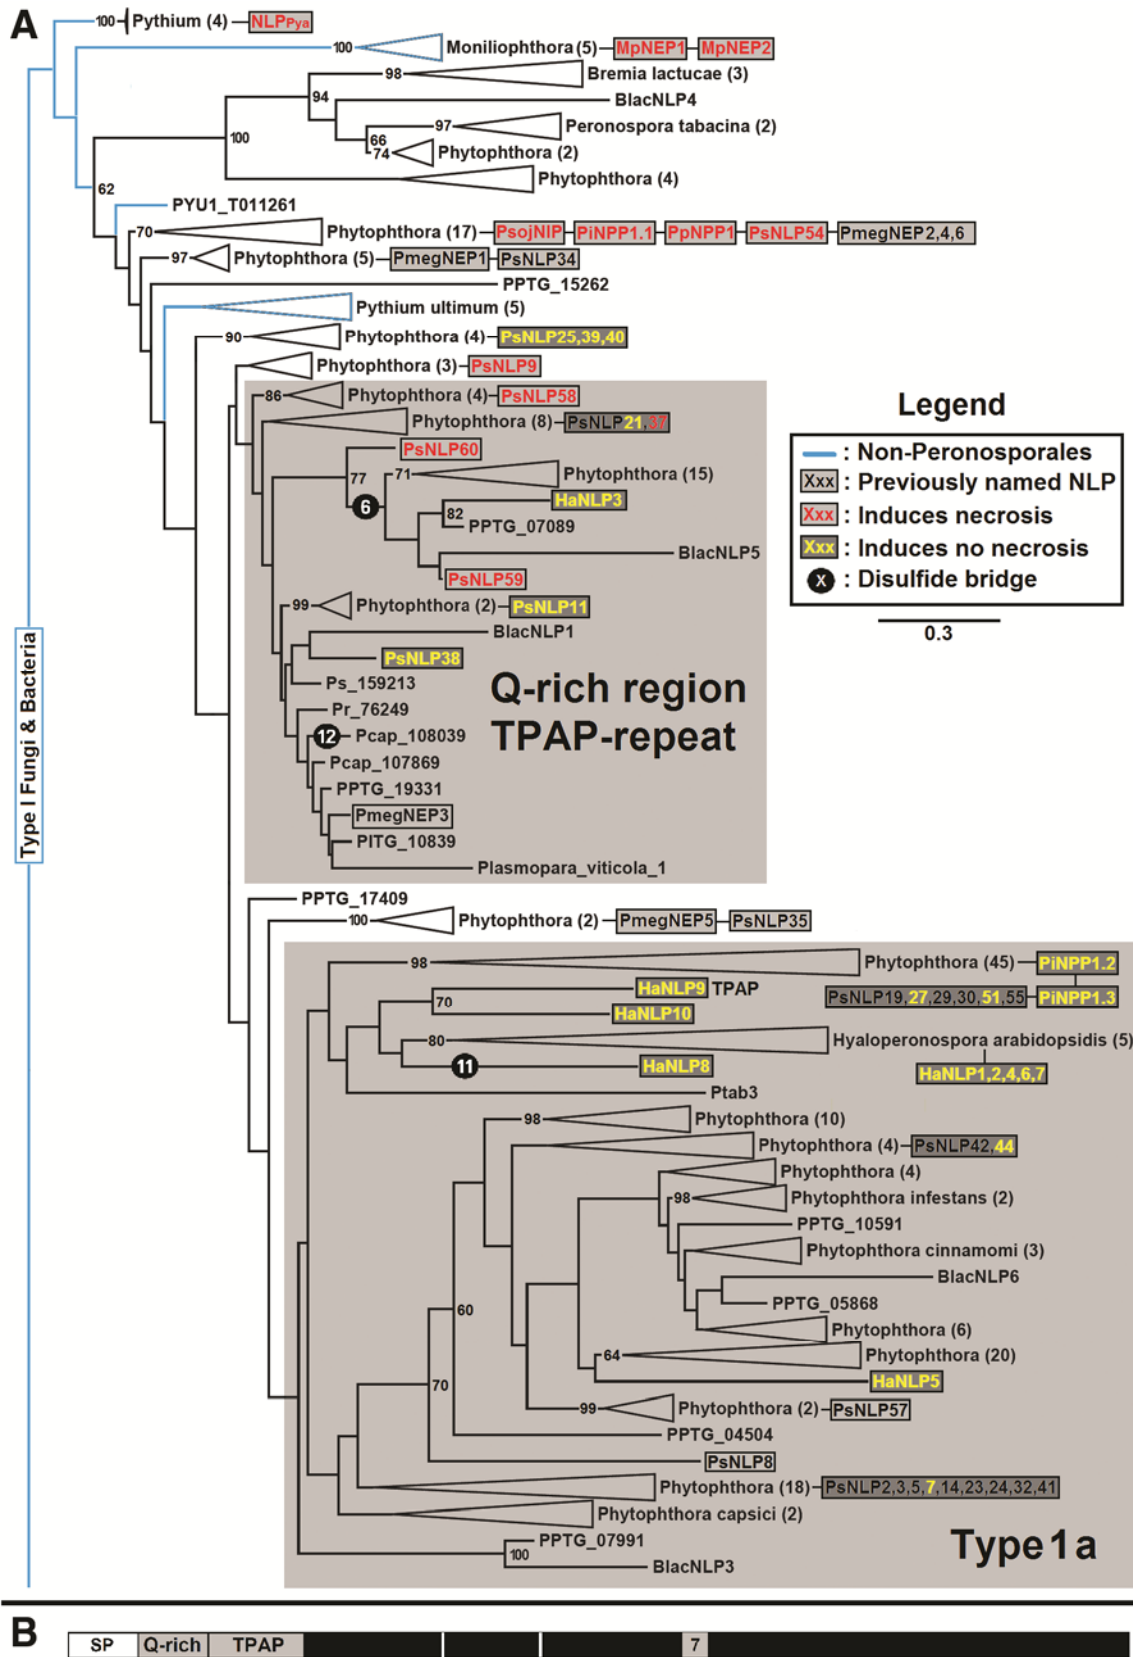 A
100 Pythium (4) NLPPya
100 Moniliophthora (5) MpNEP1 MpNEP2
98 Bremia lactucae (3)
94 BlacNLP4
97 Peronospora tabacina (2)
100
66
74 Phytophthora (2)
Phytophthora (4)
62
PYU1_T011261
70 Phytophthora (17) PsojNIP PiNPP1.1 PpNPP1 PsNLP54 PmegNEP2,4,6
97 Phytophthora (5) PmegNEP1 PsNLP34
PPTG_15262
Pythium ultimum (5)
90 Phytophthora (4) PsNLP25,39,40
Phytophthora (3) PsNLP9
86 Phytophthora (4) PsNLP58
Phytophthora (8) PsNLP21,37
PsNLP60
77 71 Phytophthora (15)
6 HaNLP3
82 PPTG_07089
BlacNLP5
PsNLP59
99 Phytophthora (2) PsNLP11
BlacNLP1
PsNLP38
Ps_159213
Pr_76249
12 Pcap_108039
Pcap_107869
PPTG_19331
PmegNEP3
PITG_10839
Plasmopara_viticola_1
Q-rich region
TPAP-repeat
Legend
: Non-Peronosporales
Xxx : Previously named NLP
Xxx : Induces necrosis
Xxx : Induces no necrosis
X : Disulfide bridge
0.3
Type I Fungi & Bacteria
PPTG_17409
100 Phytophthora (2) PmegNEP5 PsNLP35
98 Phytophthora (45) PiNPP1.2
HaNLP9 TPAP PsNLP19,27,29,30,51,55 PiNPP1.3
70 HaNLP10
80 Hyaloperonospora arabidopsidis (5)
11 HaNLP8 HaNLP1,2,4,6,7
Ptab3
98 Phytophthora (10)
Phytophthora (4) PsNLP42,44
Phytophthora (4)
98 Phytophthora infestans (2)
PPTG_10591
Phytophthora cinnamomi (3)
BlacNLP6
PPTG_05868
60
Phytophthora (6)
64 Phytophthora (20)
70 HaNLP5
99 Phytophthora (2) PsNLP57
PPTG_04504
PsNLP8
Phytophthora (18) PsNLP2,3,5,7,14,23,24,32,41
Phytophthora capsici (2)
PPTG_07991
100
BlacNLP3
Type 1a
B
SP Q-rich TPAP 7